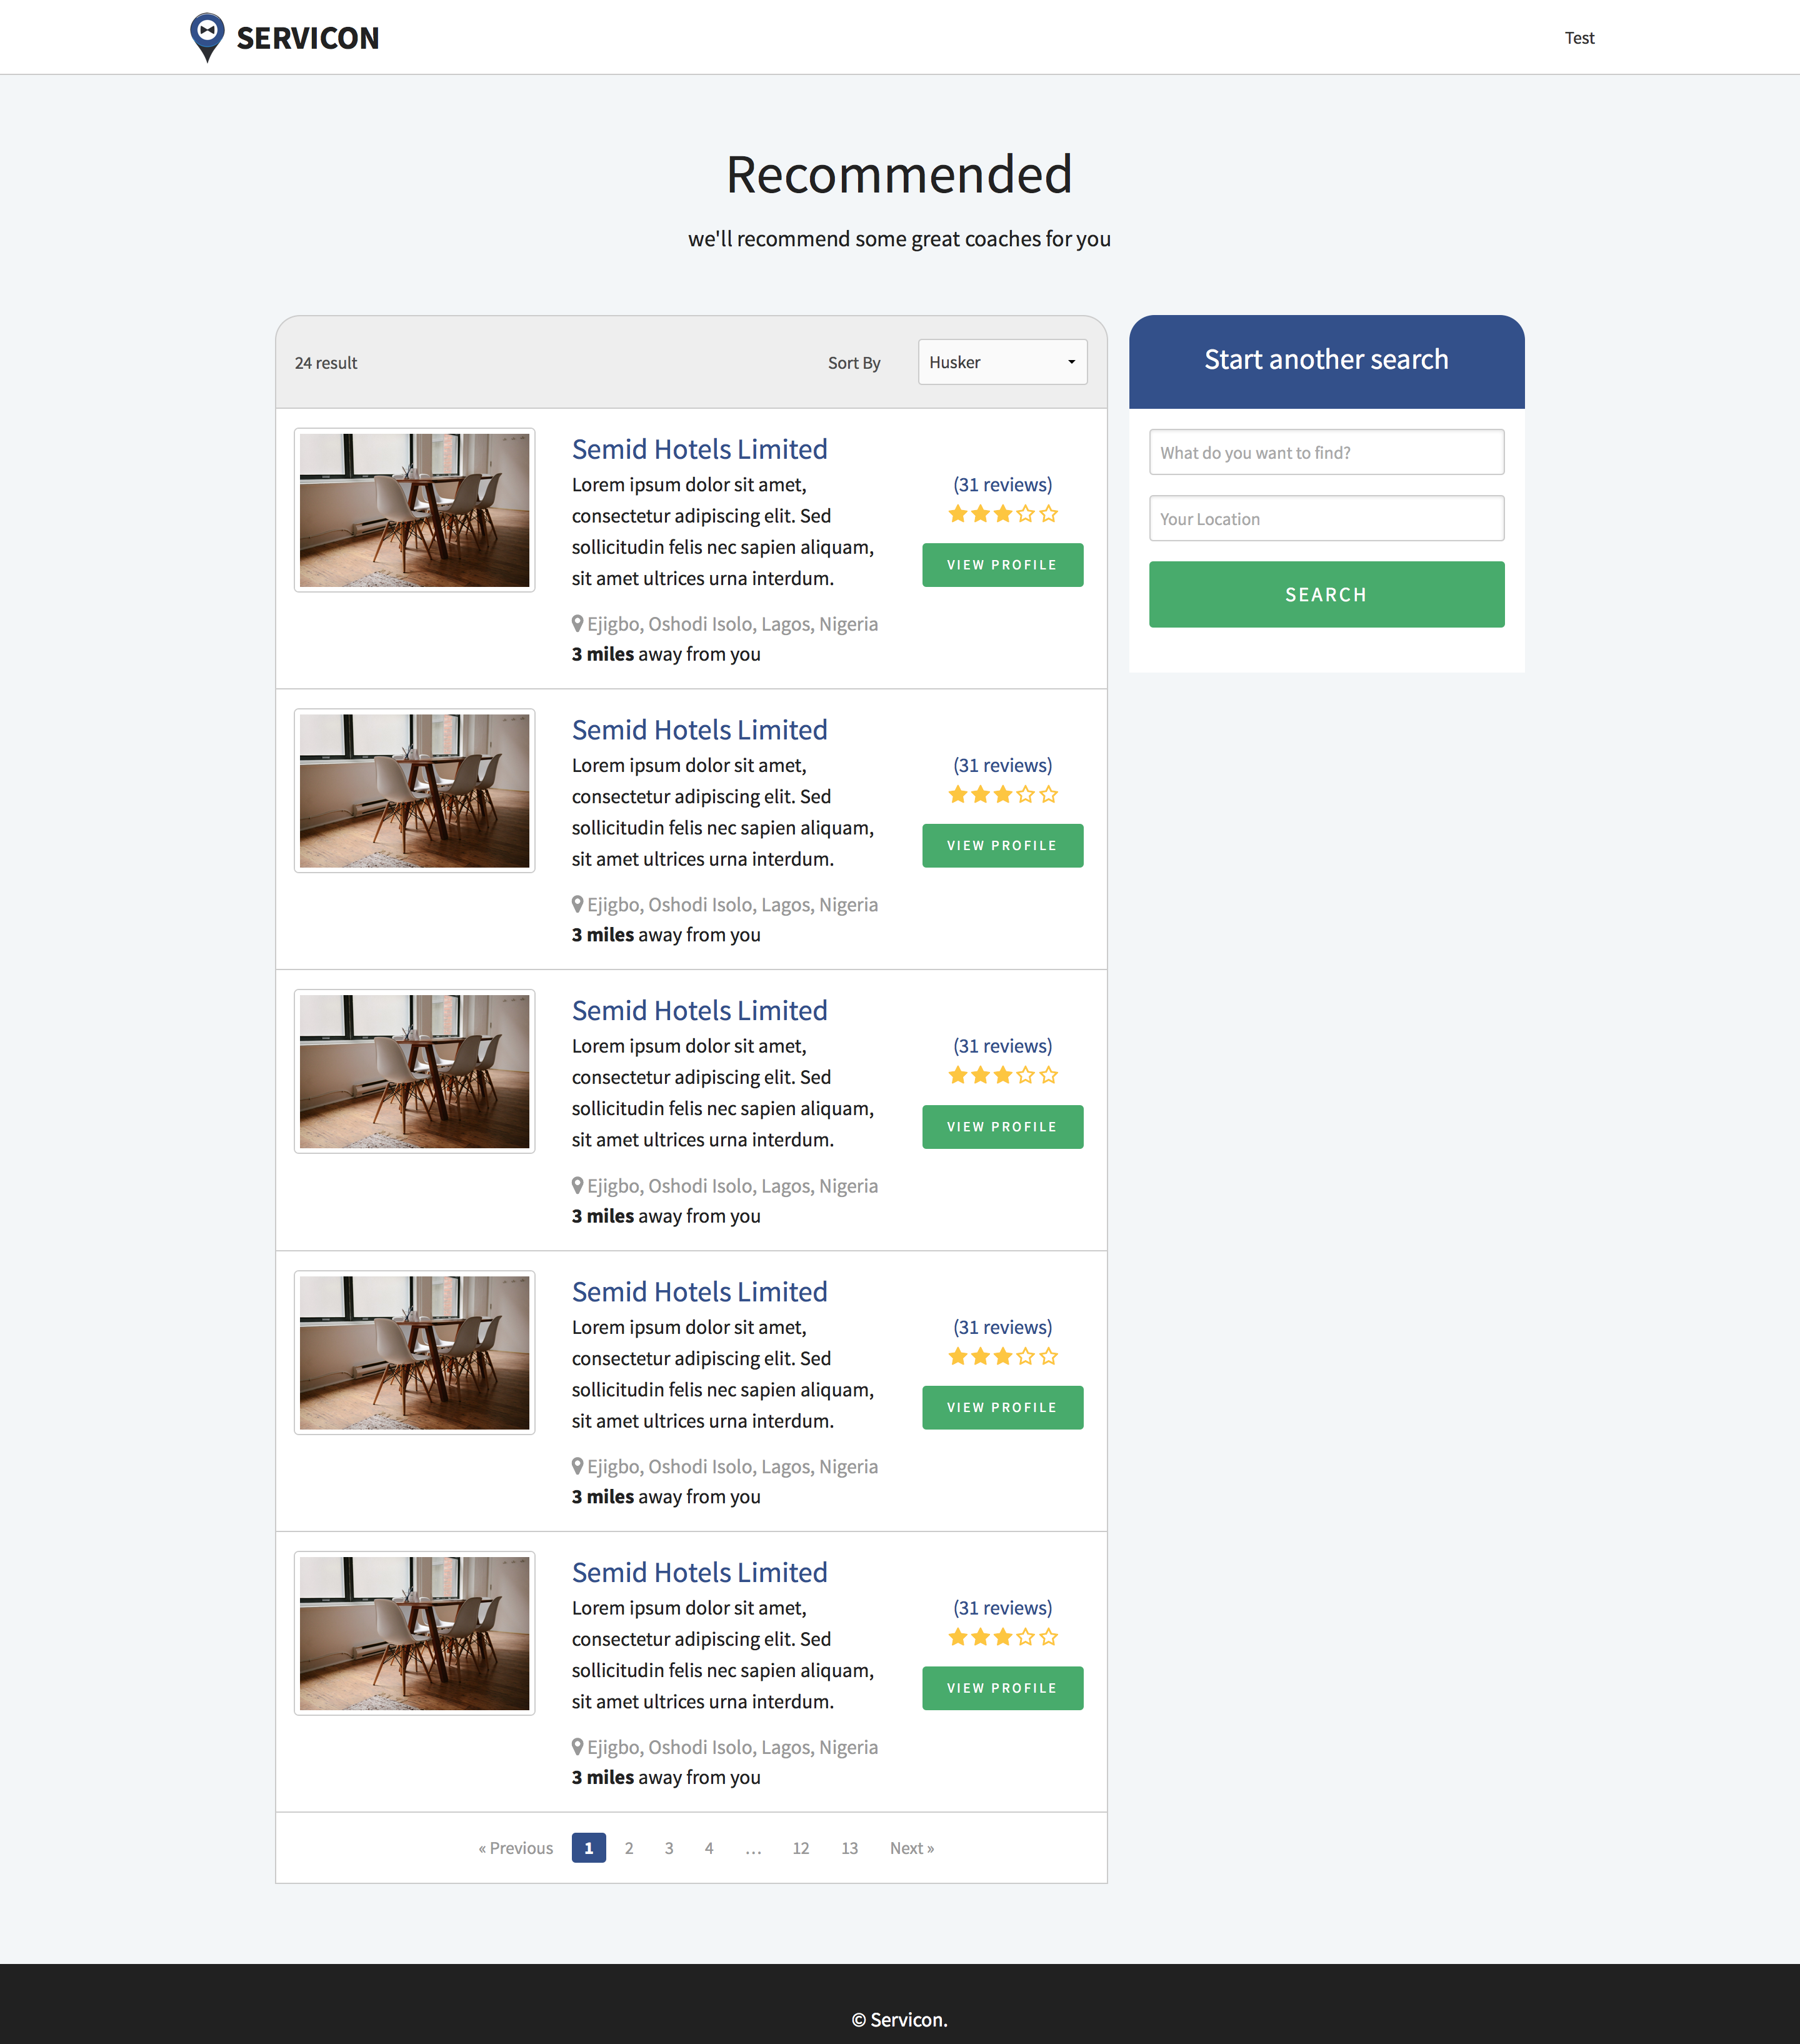 SERVICON
Test
Recommended
we'll recommend some great coaches for you
24 result
Sort By
Husker
Start another search
What do you want to find?
Your Location
SEARCH
Semid Hotels Limited
Lorem ipsum dolor sit amet,
consectetur adipiscing elit. Sed
sollicitudin felis nec sapien aliquam,
sit amet ultrices urna interdum.
Ejigbo, Oshodi Isolo, Lagos, Nigeria
3 miles away from you
(31 reviews)
VIEW PROFILE
Semid Hotels Limited
Lorem ipsum dolor sit amet,
consectetur adipiscing elit. Sed
sollicitudin felis nec sapien aliquam,
sit amet ultrices urna interdum.
Ejigbo, Oshodi Isolo, Lagos, Nigeria
3 miles away from you
(31 reviews)
VIEW PROFILE
Semid Hotels Limited
Lorem ipsum dolor sit amet,
consectetur adipiscing elit. Sed
sollicitudin felis nec sapien aliquam,
sit amet ultrices urna interdum.
Ejigbo, Oshodi Isolo, Lagos, Nigeria
3 miles away from you
(31 reviews)
VIEW PROFILE
Semid Hotels Limited
Lorem ipsum dolor sit amet,
consectetur adipiscing elit. Sed
sollicitudin felis nec sapien aliquam,
sit amet ultrices urna interdum.
Ejigbo, Oshodi Isolo, Lagos, Nigeria
3 miles away from you
(31 reviews)
VIEW PROFILE
Semid Hotels Limited
Lorem ipsum dolor sit amet,
consectetur adipiscing elit. Sed
sollicitudin felis nec sapien aliquam,
sit amet ultrices urna interdum.
Ejigbo, Oshodi Isolo, Lagos, Nigeria
3 miles away from you
(31 reviews)
VIEW PROFILE
« Previous 1 2 3 4 … 12 13 Next »
© Servicon.